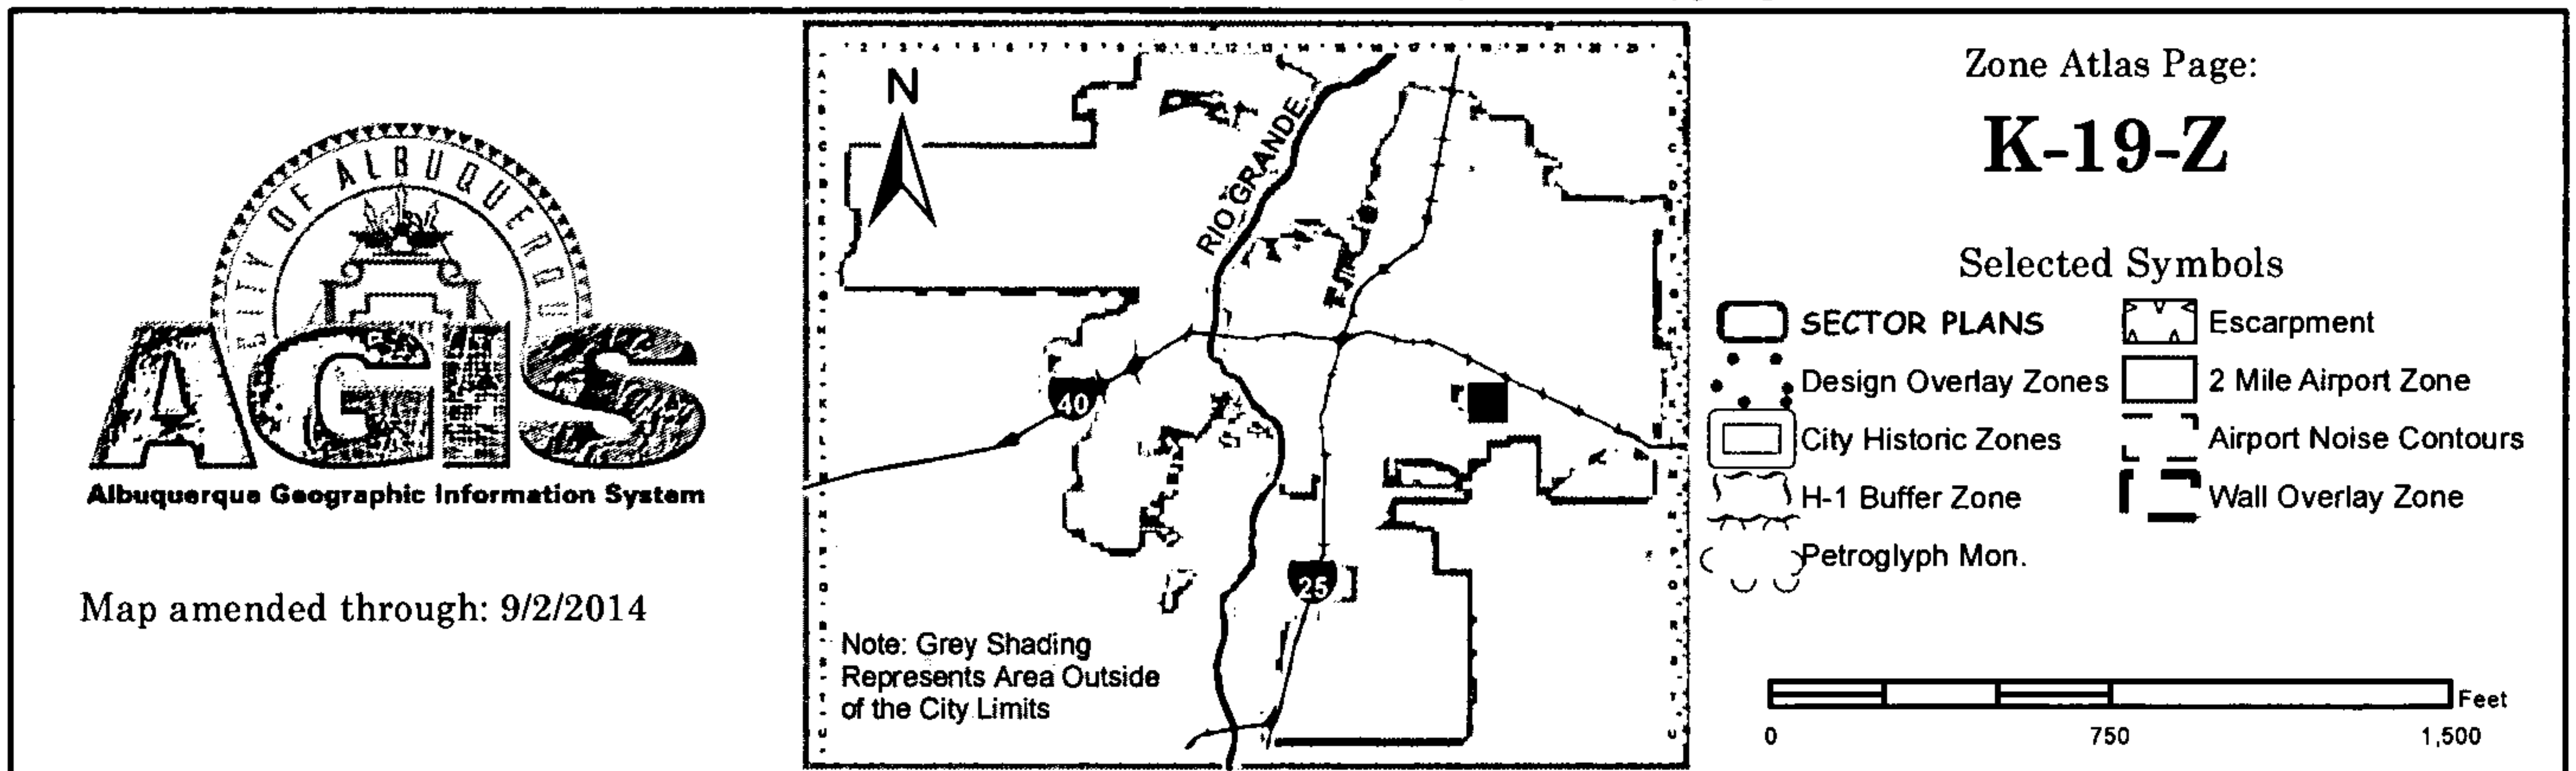 CITY OF ALBUQUERQUE
AGIS
Albuquerque Geographic Information System
Map amended through: 9/2/2014
N
RIO GRANDE
40
25
Note: Grey Shading
Represents Area Outside
of the City Limits
Zone Atlas Page:
K-19-Z
Selected Symbols
SECTOR PLANS
Escarpment
Design Overlay Zones
2 Mile Airport Zone
City Historic Zones
Airport Noise Contours
H-1 Buffer Zone
Wall Overlay Zone
Petroglyph Mon.
Feet
0 750 1,500